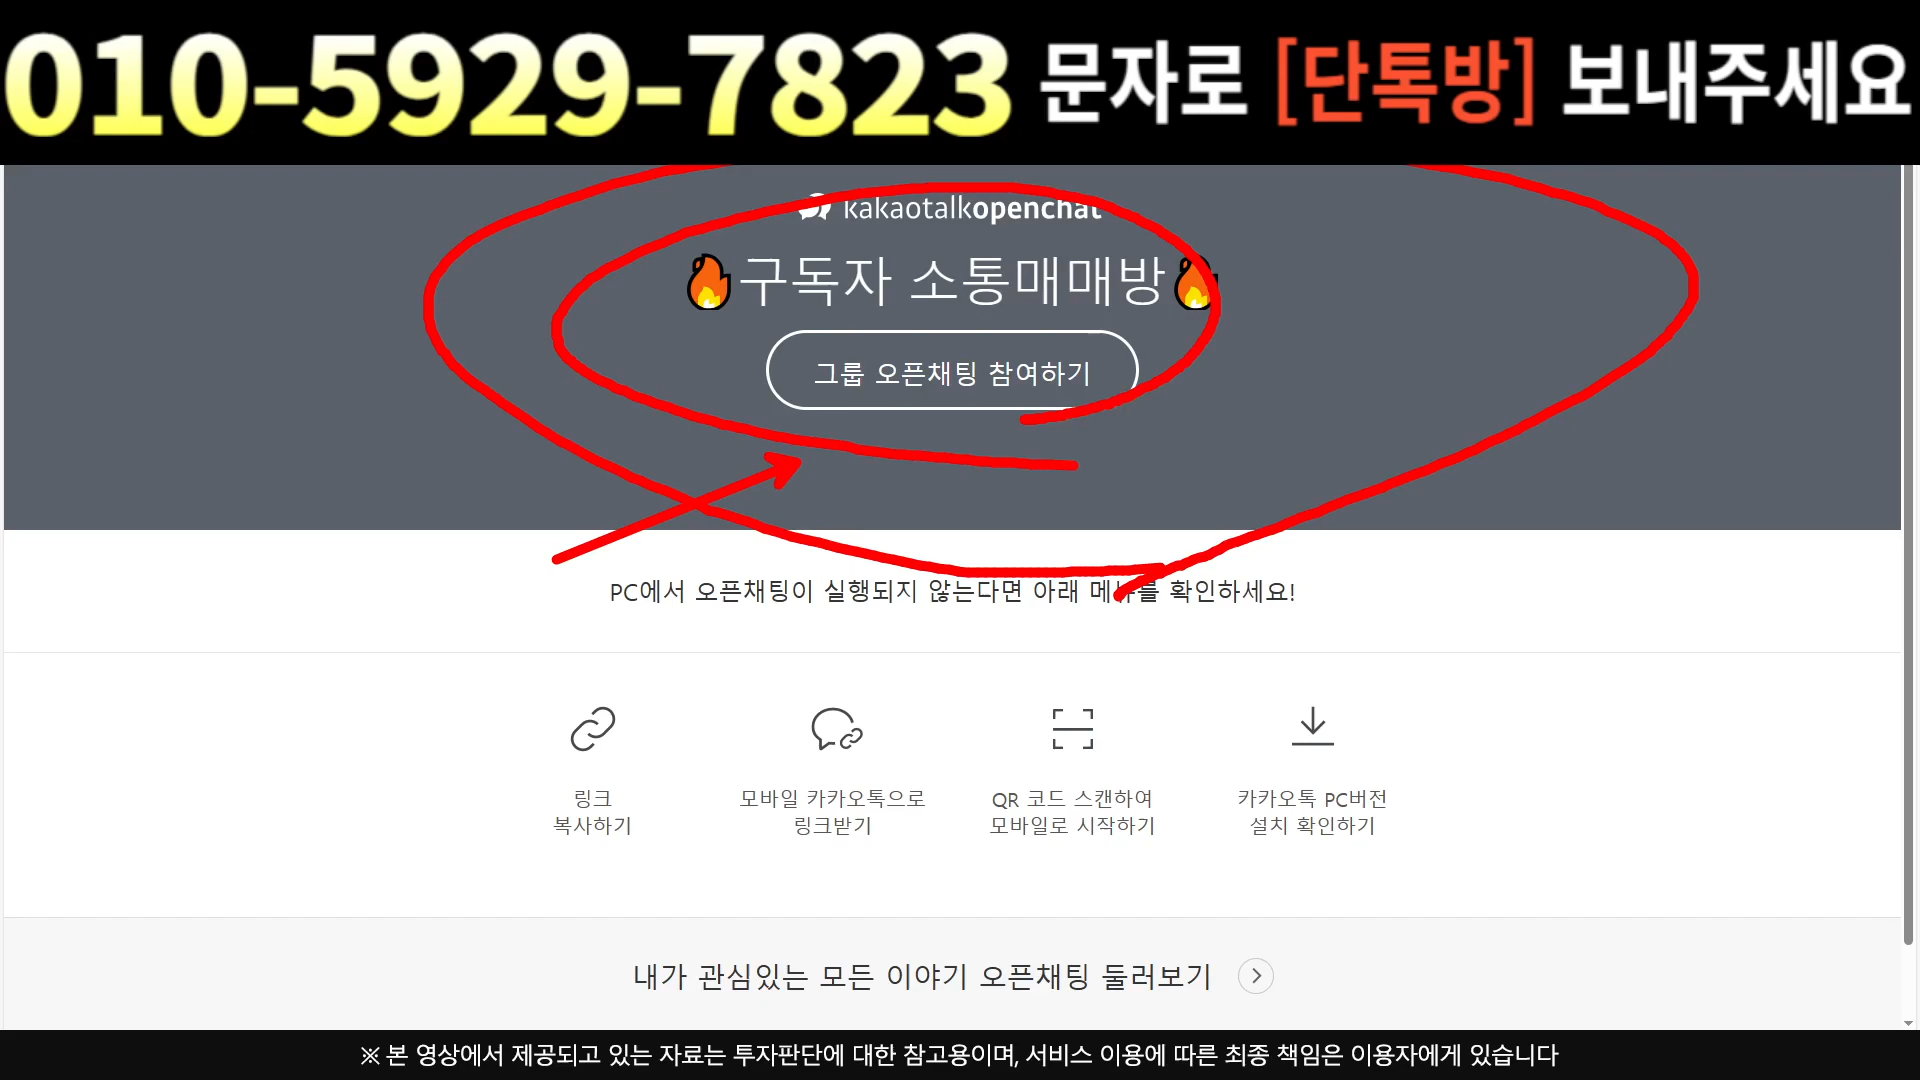 010-5929-7823 문자로 [단톡방] 보내주세요
kakaotalkopenchat
🔥구독자 소통매매방🔥
그룹 오픈채팅 참여하기
PC에서 오픈채팅이 실행되지 않는다면 아래 메뉴를 확인하세요!
링크
복사하기
모바일 카카오톡으로
링크받기
QR 코드 스캔하여
모바일로 시작하기
카카오톡 PC버전
설치 확인하기
내가 관심있는 모든 이야기 오픈채팅 둘러보기
※ 본 영상에서 제공되고 있는 자료는 투자판단에 대한 참고용이며, 서비스 이용에 따른 최종 책임은 이용자에게 있습니다